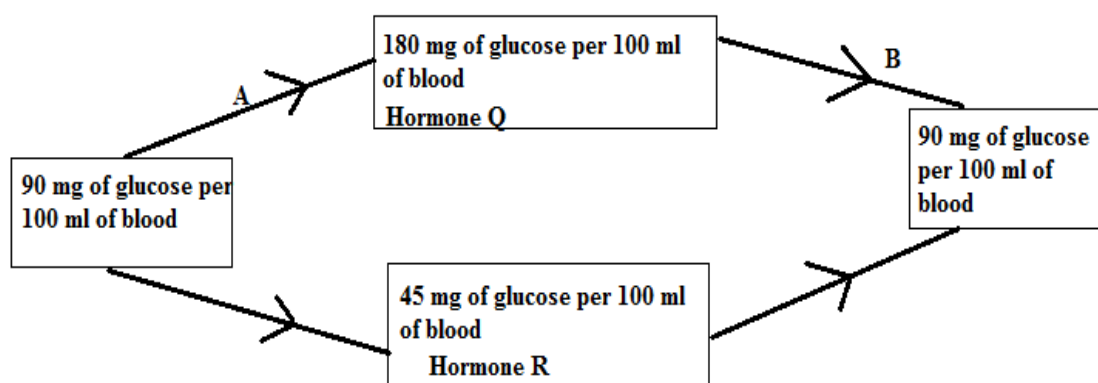 180 mg of glucose per 100 ml
of blood
Hormone Q
A
B
90 mg of glucose per
100 ml of blood
90 mg of glucose
per 100 ml of
blood
45 mg of glucose per 100 ml
of blood
Hormone R